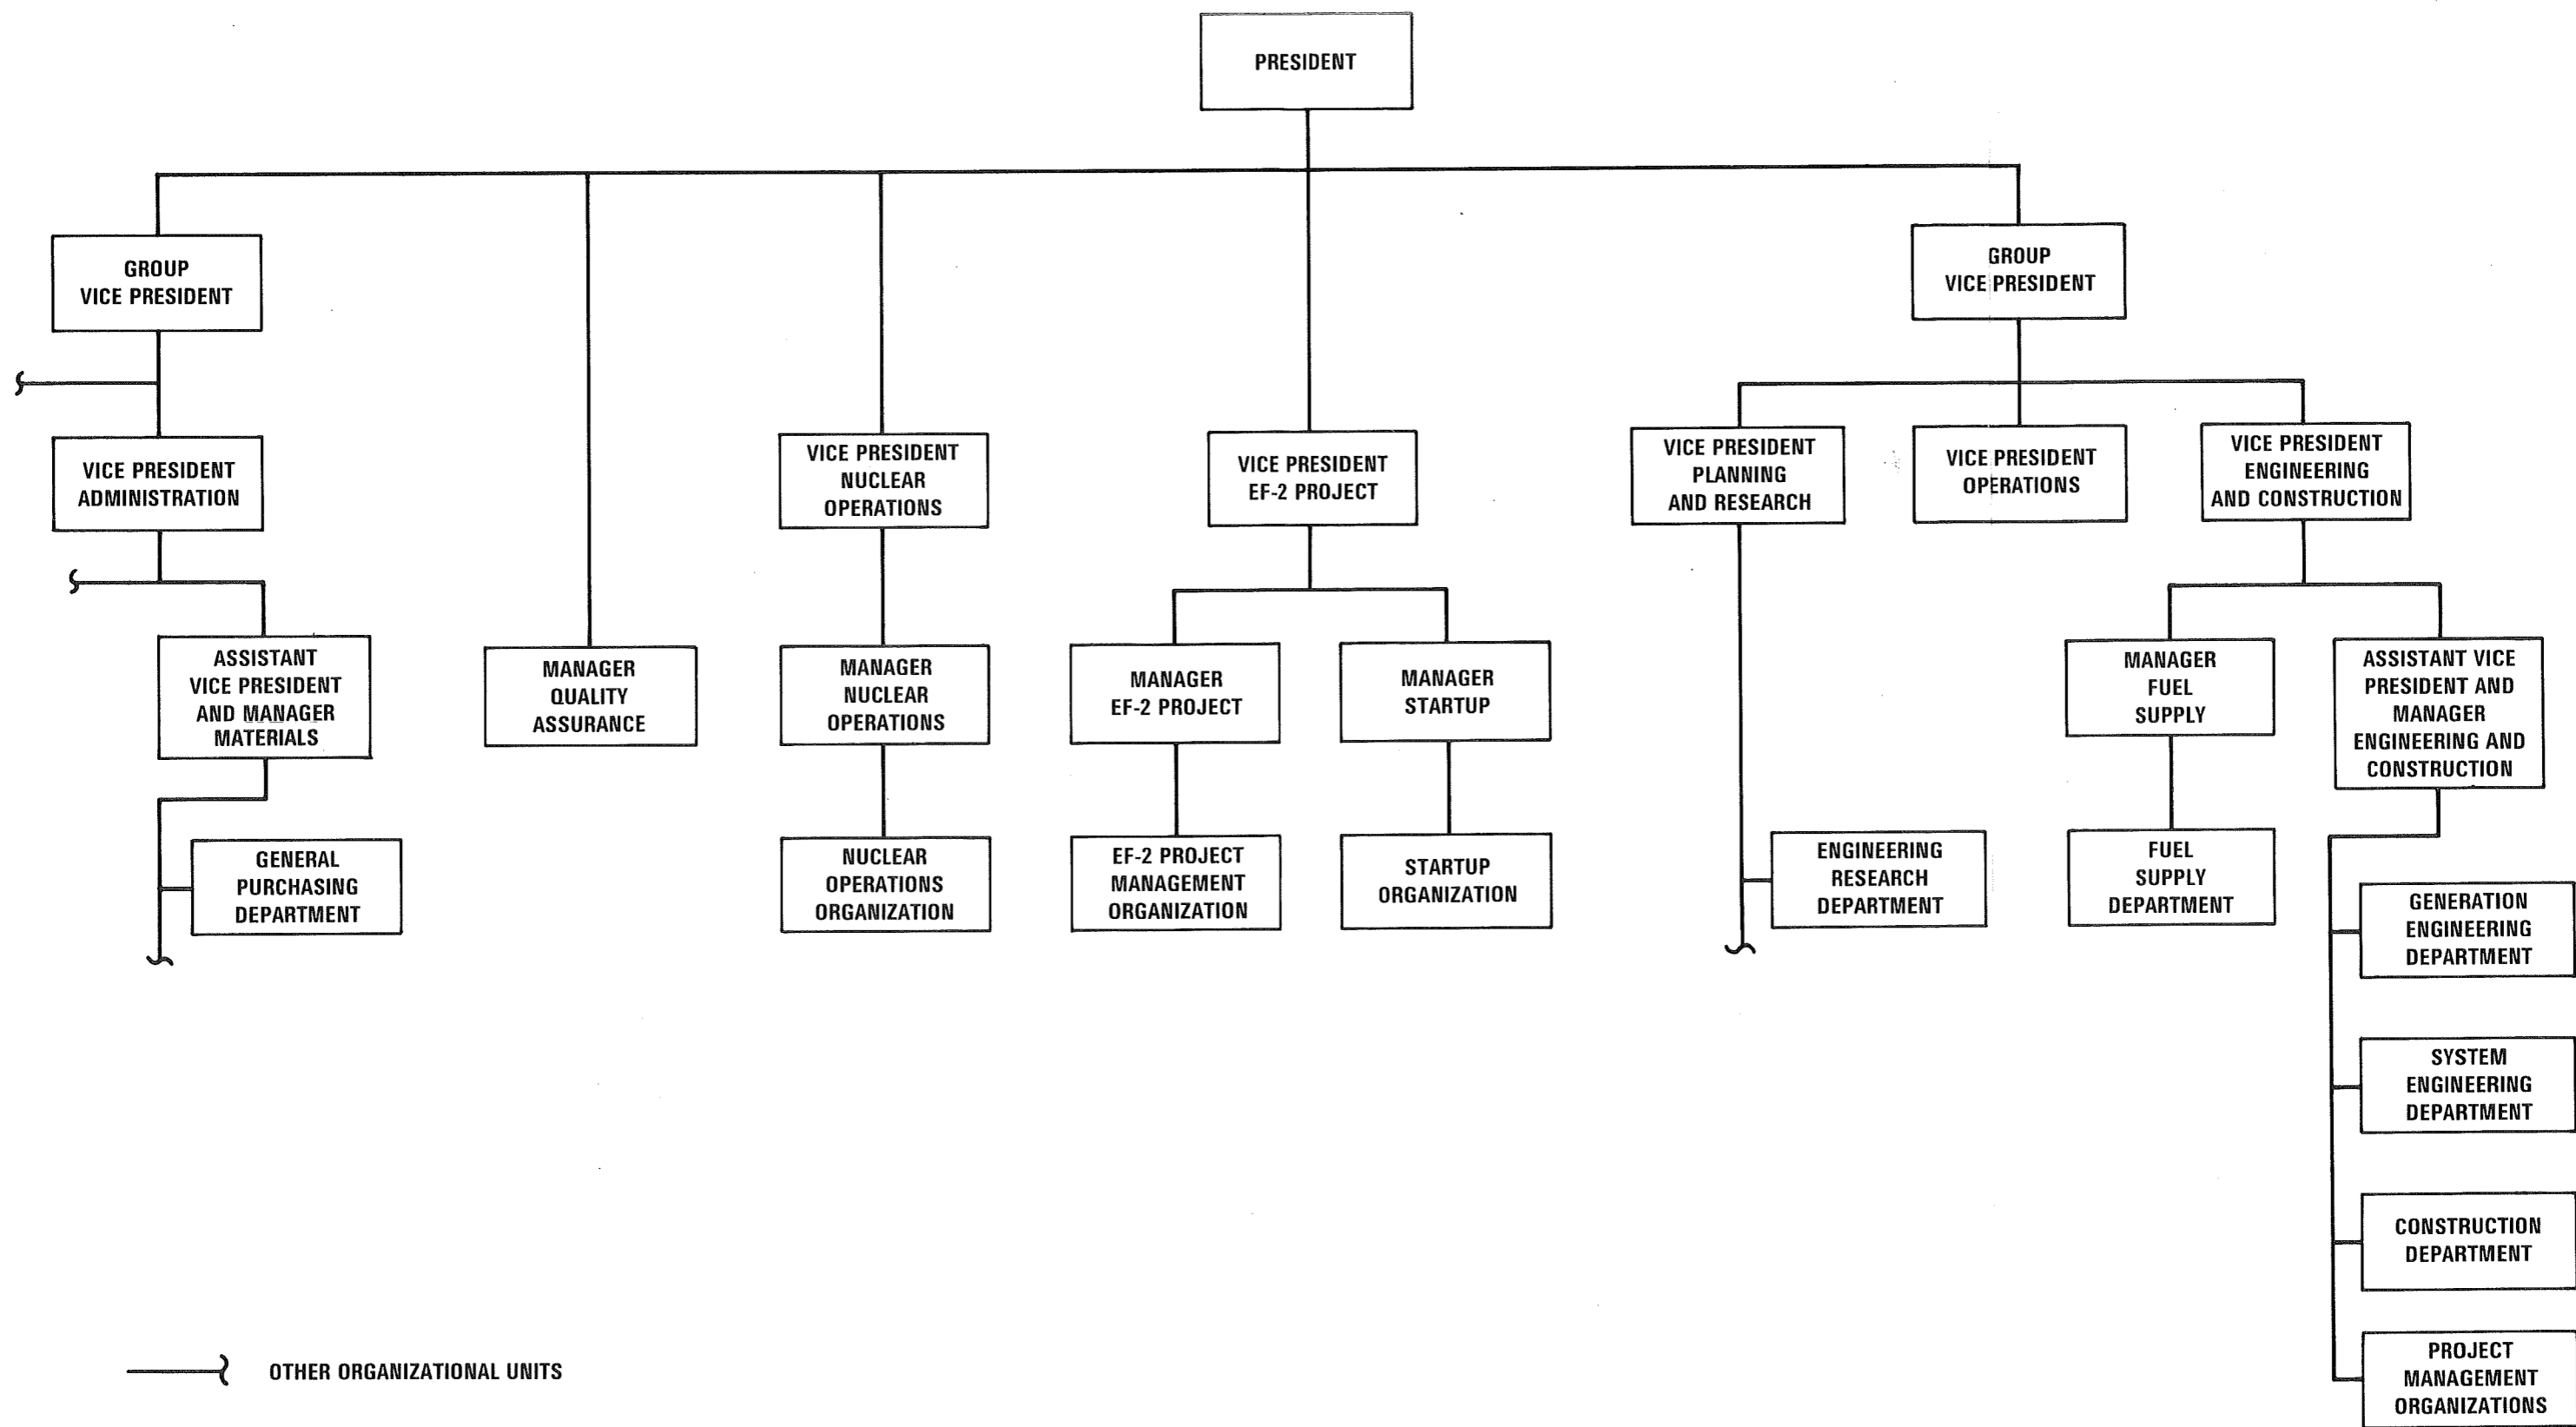 PRESIDENT
GROUP
VICE PRESIDENT
GROUP
VICE PRESIDENT
VICE PRESIDENT
ADMINISTRATION
VICE PRESIDENT
NUCLEAR
OPERATIONS
VICE PRESIDENT
EF-2 PROJECT
VICE PRESIDENT
PLANNING
AND RESEARCH
VICE PRESIDENT
OPERATIONS
VICE PRESIDENT
ENGINEERING
AND CONSTRUCTION
ASSISTANT
VICE PRESIDENT
AND MANAGER
MATERIALS
MANAGER
QUALITY
ASSURANCE
MANAGER
NUCLEAR
OPERATIONS
MANAGER
EF-2 PROJECT
MANAGER
STARTUP
MANAGER
FUEL
SUPPLY
ASSISTANT VICE
PRESIDENT AND
MANAGER
ENGINEERING AND
CONSTRUCTION
GENERAL
PURCHASING
DEPARTMENT
NUCLEAR
OPERATIONS
ORGANIZATION
EF-2 PROJECT
MANAGEMENT
ORGANIZATION
STARTUP
ORGANIZATION
ENGINEERING
RESEARCH
DEPARTMENT
FUEL
SUPPLY
DEPARTMENT
GENERATION
ENGINEERING
DEPARTMENT
SYSTEM
ENGINEERING
DEPARTMENT
CONSTRUCTION
DEPARTMENT
PROJECT
MANAGEMENT
ORGANIZATIONS
OTHER ORGANIZATIONAL UNITS